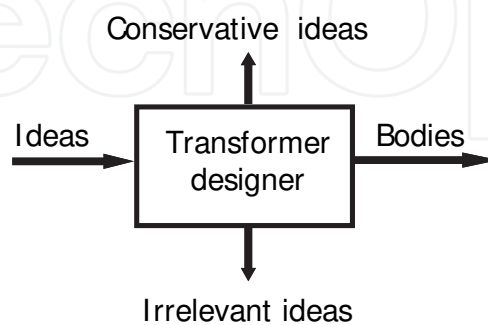 Conservative ideas
Ideas
Transformer
designer
Bodies
Irrelevant ideas